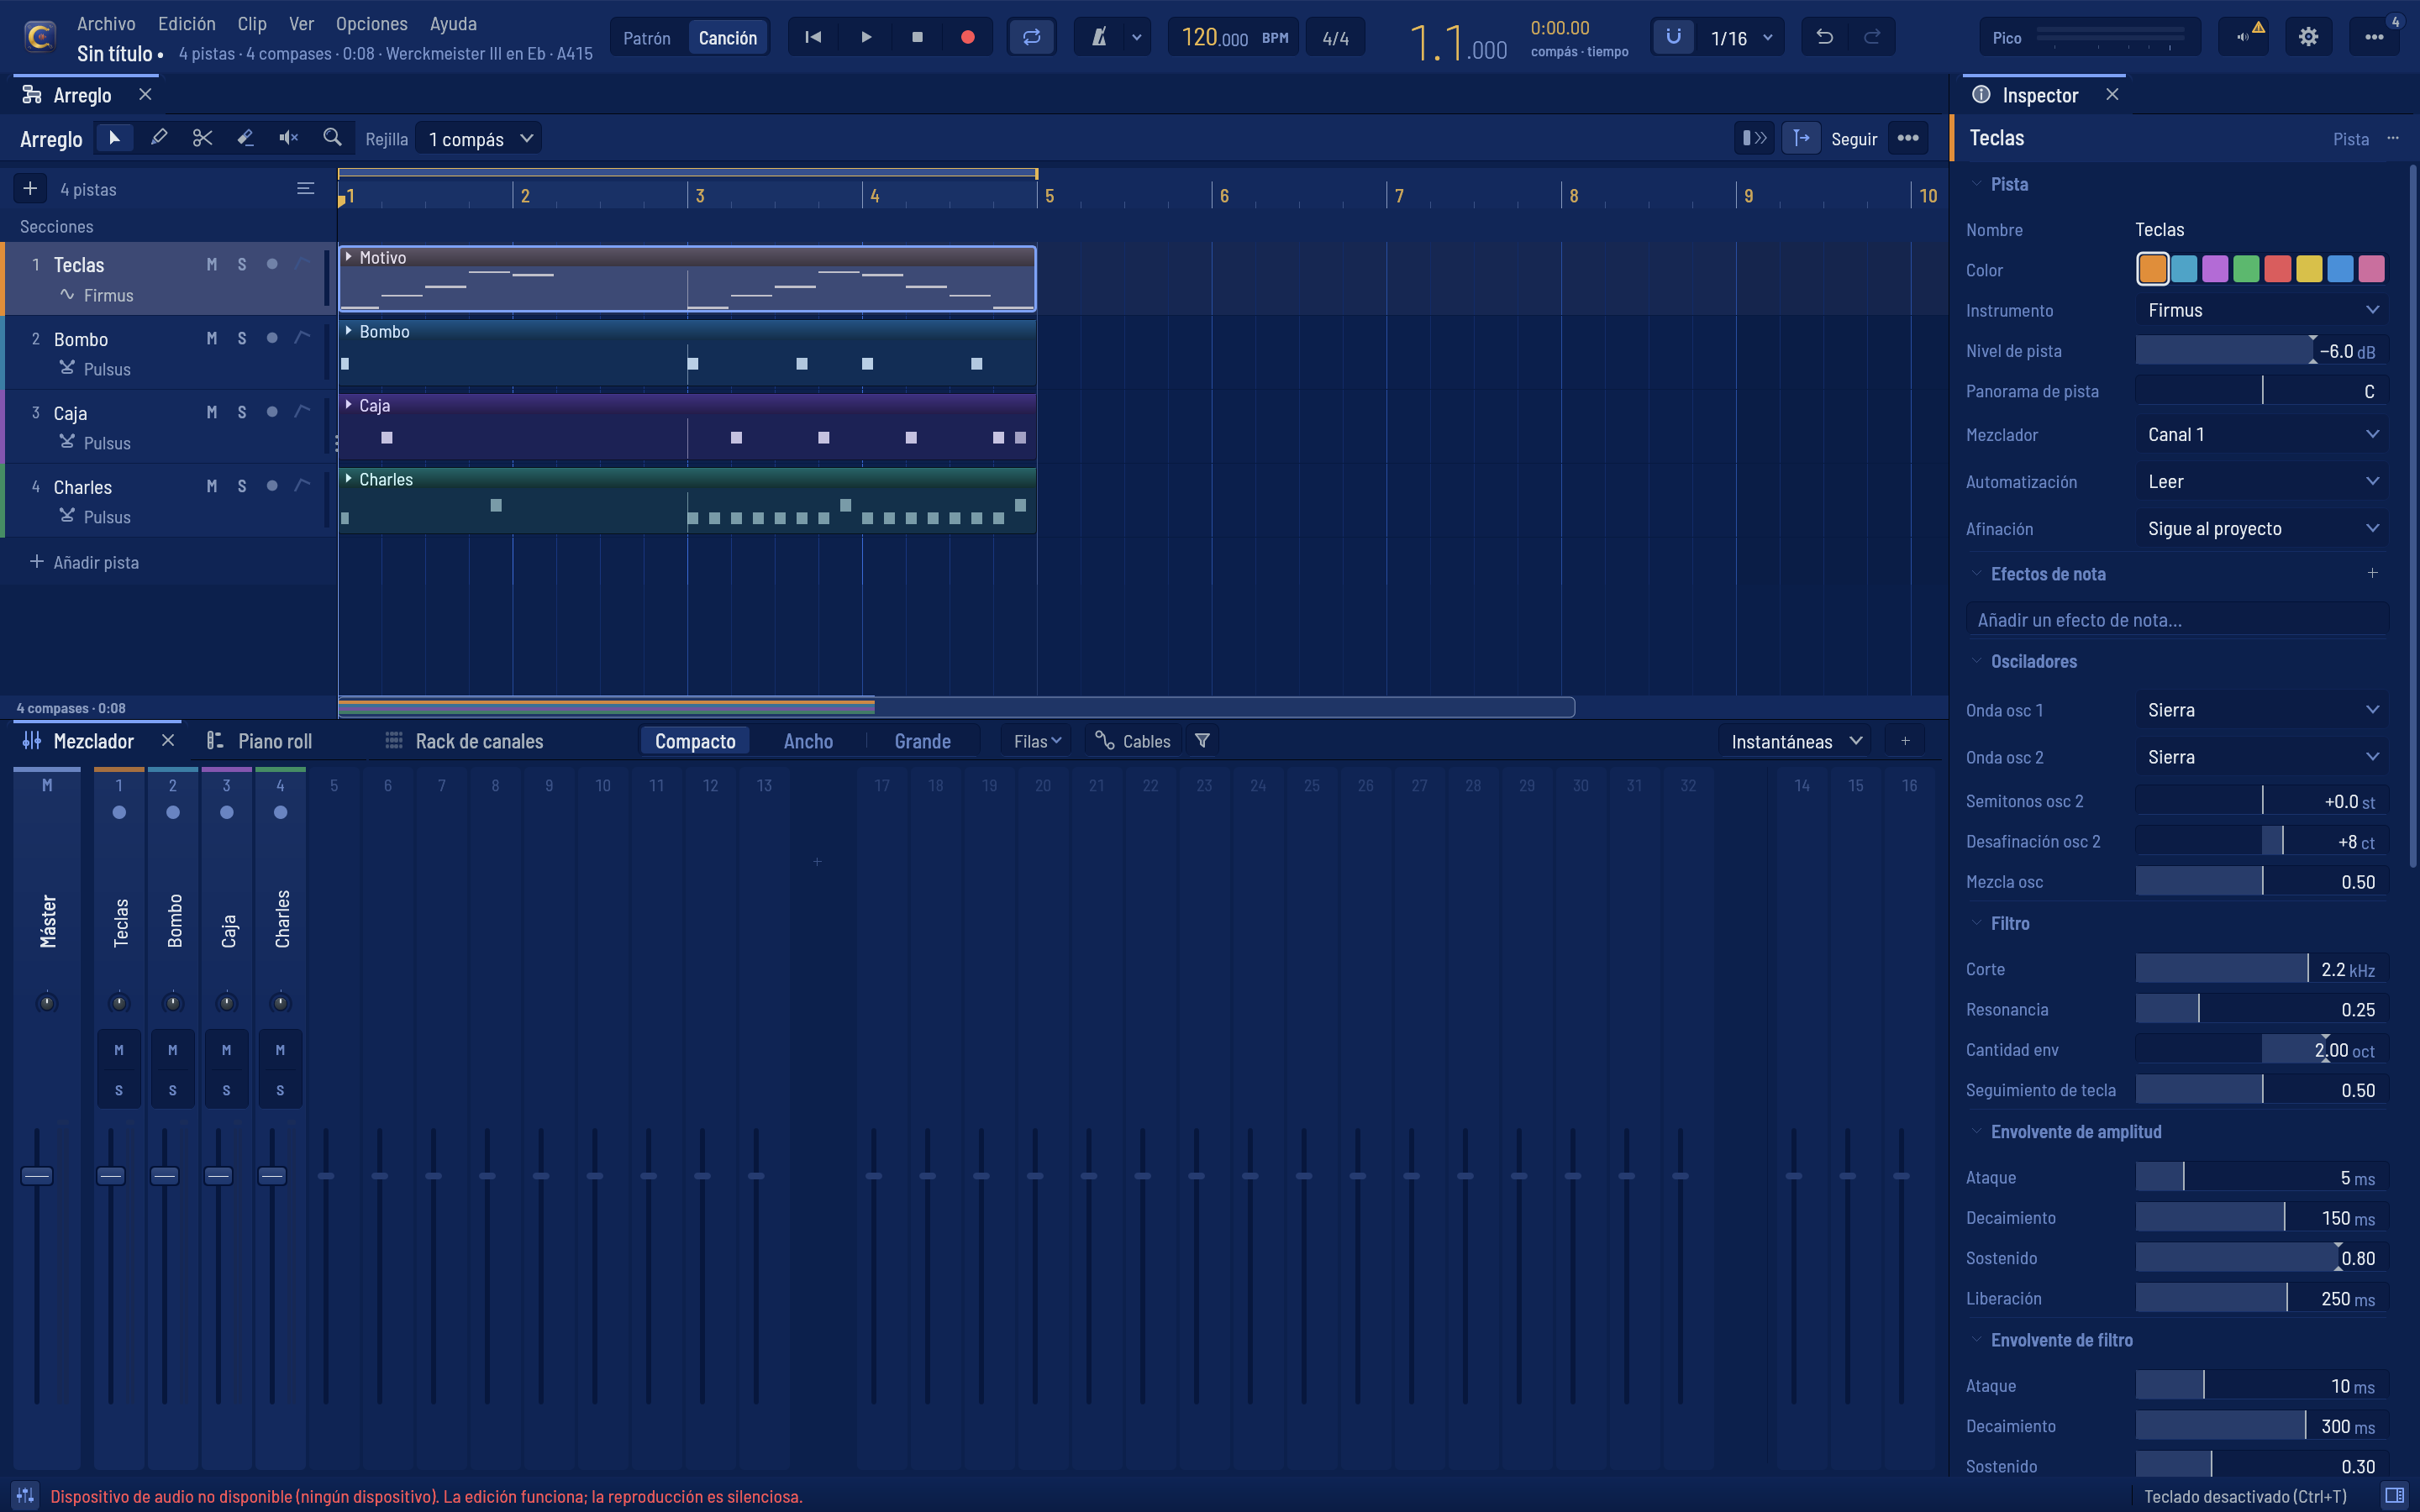 Archivo Edición Clip Ver Opciones Ayuda
Sin título • 4 pistas · 4 compases · 0:08 · Werckmeister III en Eb · A415
Patrón Canción
120.000 BPM 4/4
1.1.000
0:00.00
compás · tiempo
1/16
Pico
4
Arreglo
Arreglo Rejilla 1 compás Seguir
4 pistas
1 2 3 4 5 6 7 8 9 10
Secciones
1 Teclas M S
Firmus
Motivo
2 Bombo M S
Pulsus
Bombo
3 Caja M S
Pulsus
Caja
4 Charles M S
Pulsus
Charles
Añadir pista
4 compases · 0:08
Mezclador Piano roll Rack de canales Compacto Ancho Grande Filas Cables Instantáneas
M 1 2 3 4 5 6 7 8 9 10 11 12 13 17 18 19 20 21 22 23 24 25 26 27 28 29 30 31 32 14 15 16
Máster Teclas Bombo Caja Charles
M M M M
S S S S
Inspector
Teclas Pista
Pista
Nombre Teclas
Color
Instrumento Firmus
Nivel de pista −6.0 dB
Panorama de pista C
Mezclador Canal 1
Automatización Leer
Afinación Sigue al proyecto
Efectos de nota
Añadir un efecto de nota...
Osciladores
Onda osc 1 Sierra
Onda osc 2 Sierra
Semitonos osc 2 +0.0 st
Desafinación osc 2 +8 ct
Mezcla osc 0.50
Filtro
Corte 2.2 kHz
Resonancia 0.25
Cantidad env 2.00 oct
Seguimiento de tecla 0.50
Envolvente de amplitud
Ataque 5 ms
Decaimiento 150 ms
Sostenido 0.80
Liberación 250 ms
Envolvente de filtro
Ataque 10 ms
Decaimiento 300 ms
Sostenido 0.30
Dispositivo de audio no disponible (ningún dispositivo). La edición funciona; la reproducción es silenciosa.
Teclado desactivado (Ctrl+T)